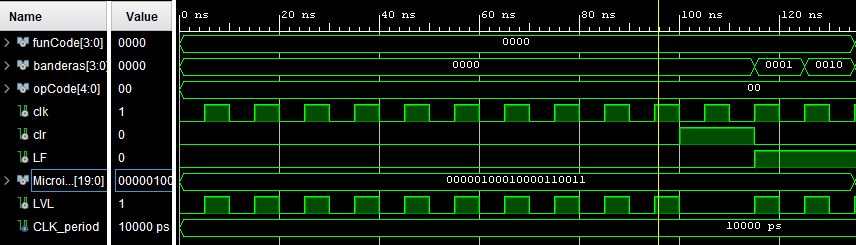 Name Value 0 ns 20 ns 40 ns 60 ns 80 ns 100 ns 120 ns
funCode[3:0] 0000 0000
banderas[3:0] 0000 0000 0001 0010
opCode[4:0] 00 00
clk 1
clr 0
LF 0
Microi...[19:0] 00000100 00000100010000110011
LVL 1
CLK_period 10000 ps 10000 ps